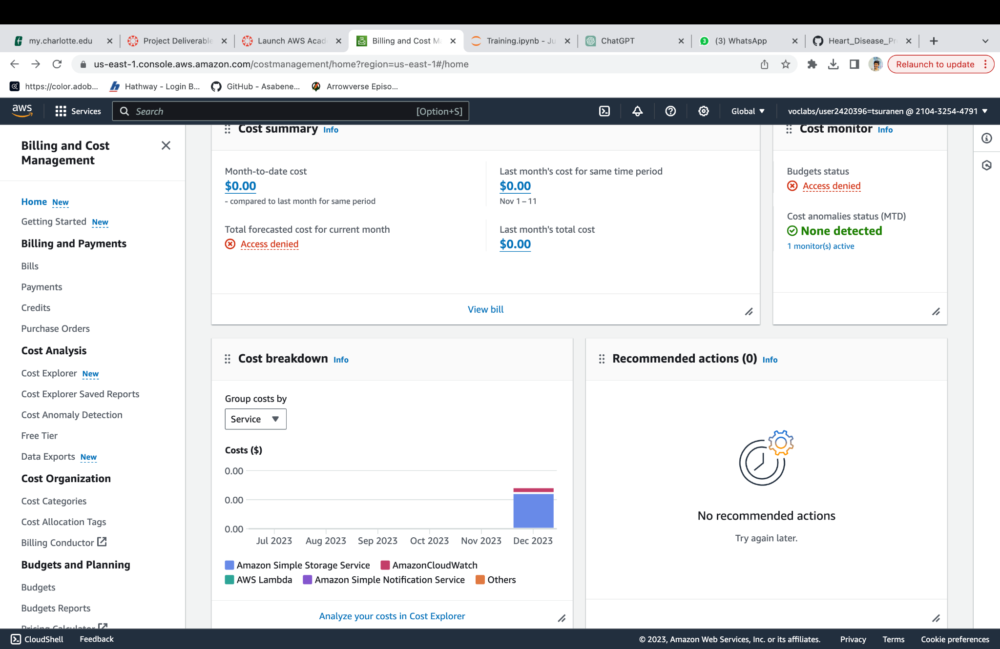 my.charlotte.edu
Project Deliverable
Launch AWS Acad
Billing and Cost Ma
Training.ipynb - Ju
ChatGPT
3
(3) WhatsApp
Heart_Disease_Pr
us-east-1.console.aws.amazon.com/costmanagement/home?region=us-east-1#/home
Relaunch to update
https://color.adob...
Hathway - Login B...
GitHub - Asabene...
Arrowverse Episo...
aws
Services
Search
[Option+S]
Global
voclabs/user2420396=tsuranen @ 2104-3254-4791
Billing and Cost
Management
Home New
Getting Started New
Billing and Payments
Bills
Payments
Credits
Purchase Orders
Cost Analysis
Cost Explorer New
Cost Explorer Saved Reports
Cost Anomaly Detection
Free Tier
Data Exports New
Cost Organization
Cost Categories
Cost Allocation Tags
Billing Conductor
Budgets and Planning
Budgets
Budgets Reports
Pricing Calculator
Cost summary Info
Month-to-date cost
$0.00
- compared to last month for same period
Last month's cost for same time period
$0.00
Nov 1 – 11
Total forecasted cost for current month
Access denied
Last month's total cost
$0.00
View bill
Cost monitor Info
Budgets status
Access denied
Cost anomalies status (MTD)
None detected
1 monitor(s) active
Cost breakdown Info
Group costs by
Service
Costs ($)
0.00
0.00
0.00
Jul 2023 Aug 2023 Sep 2023 Oct 2023 Nov 2023 Dec 2023
Amazon Simple Storage Service AmazonCloudWatch
AWS Lambda Amazon Simple Notification Service Others
Analyze your costs in Cost Explorer
Recommended actions (0) Info
No recommended actions
Try again later.
CloudShell
Feedback
© 2023, Amazon Web Services, Inc. or its affiliates.
Privacy
Terms
Cookie preferences